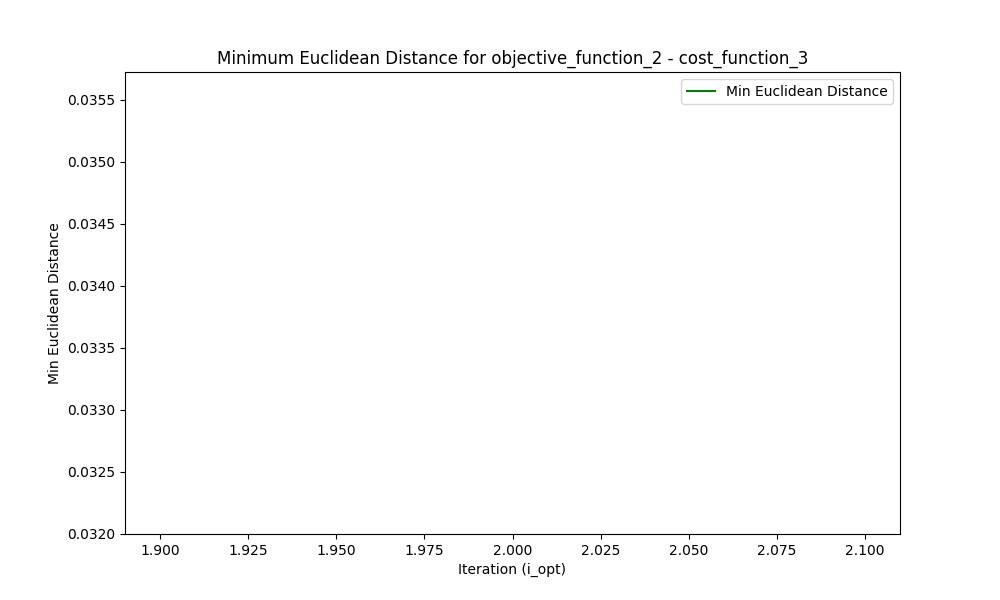 Minimum Euclidean Distance for objective_function_2 - cost_function_3
Min Euclidean Distance
0.0355
0.0350
0.0345
0.0340
0.0335
0.0330
0.0325
0.0320
Min Euclidean Distance
1.900 1.925 1.950 1.975 2.000 2.025 2.050 2.075 2.100
Iteration (i_opt)